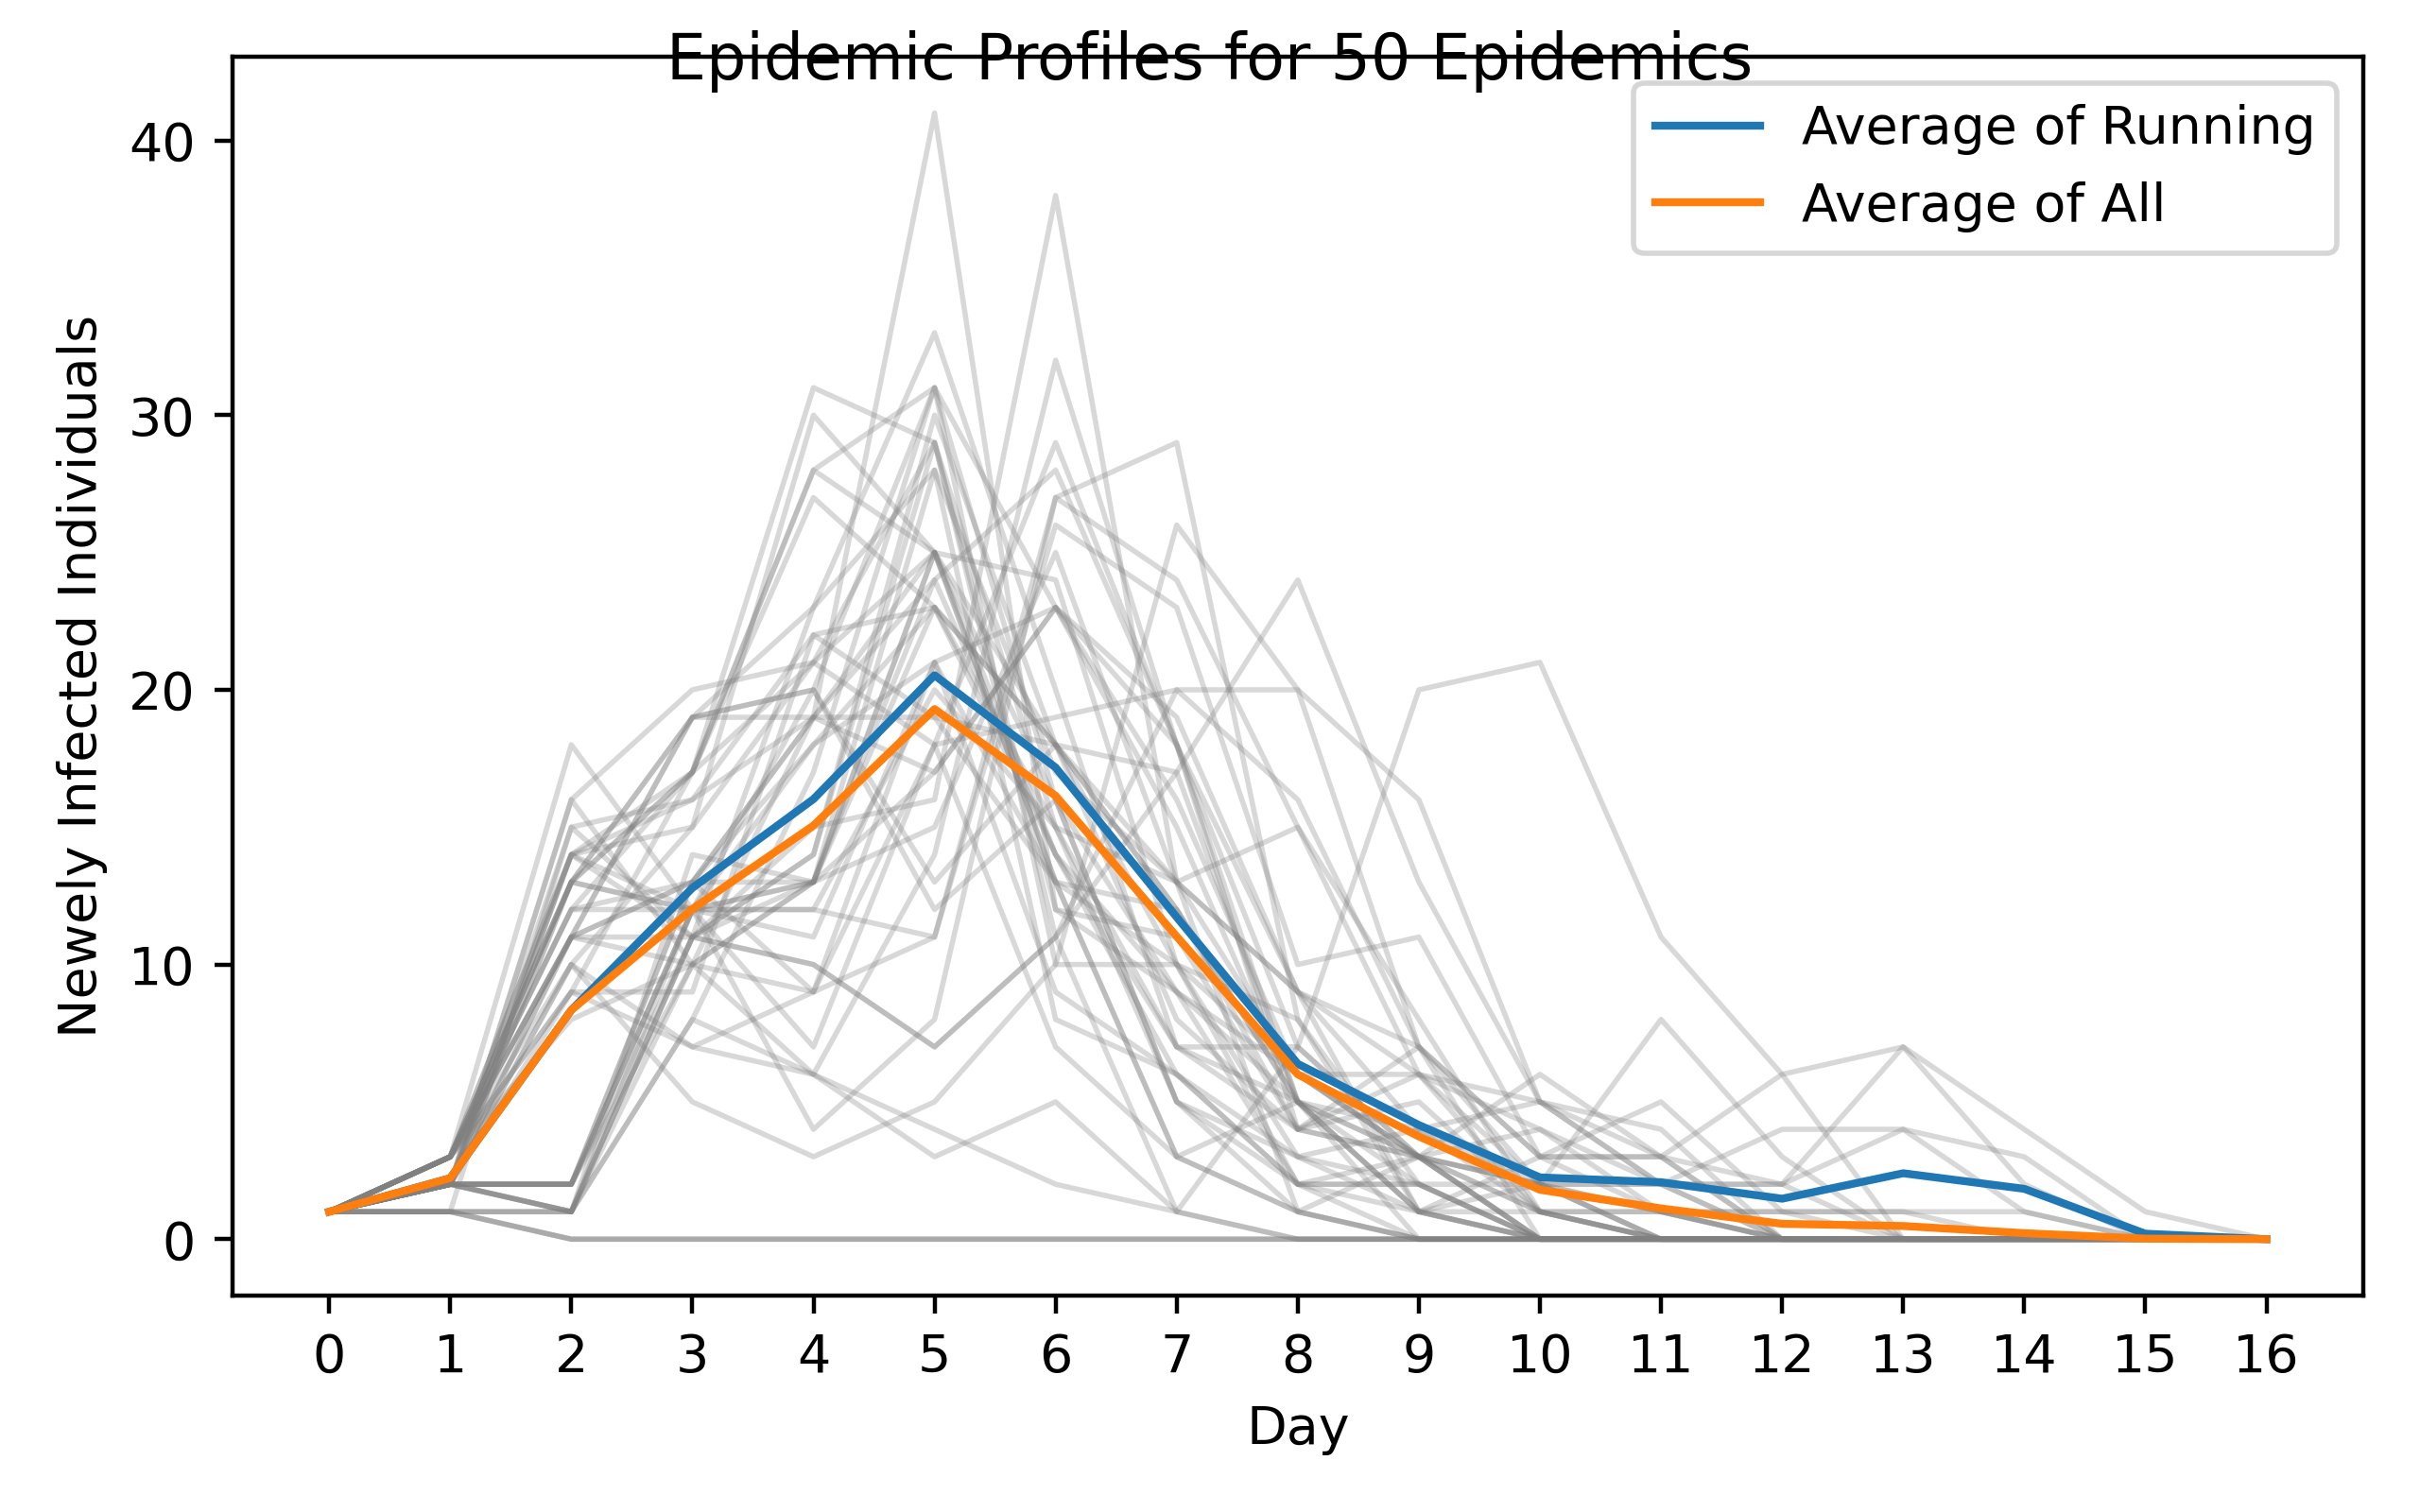 Epidemic Profiles for 50 Epidemics
Average of Running
Average of All
Newely Infected Individuals
40
30
20
10
0
0 1 2 3 4 5 6 7 8 9 10 11 12 13 14 15 16
Day